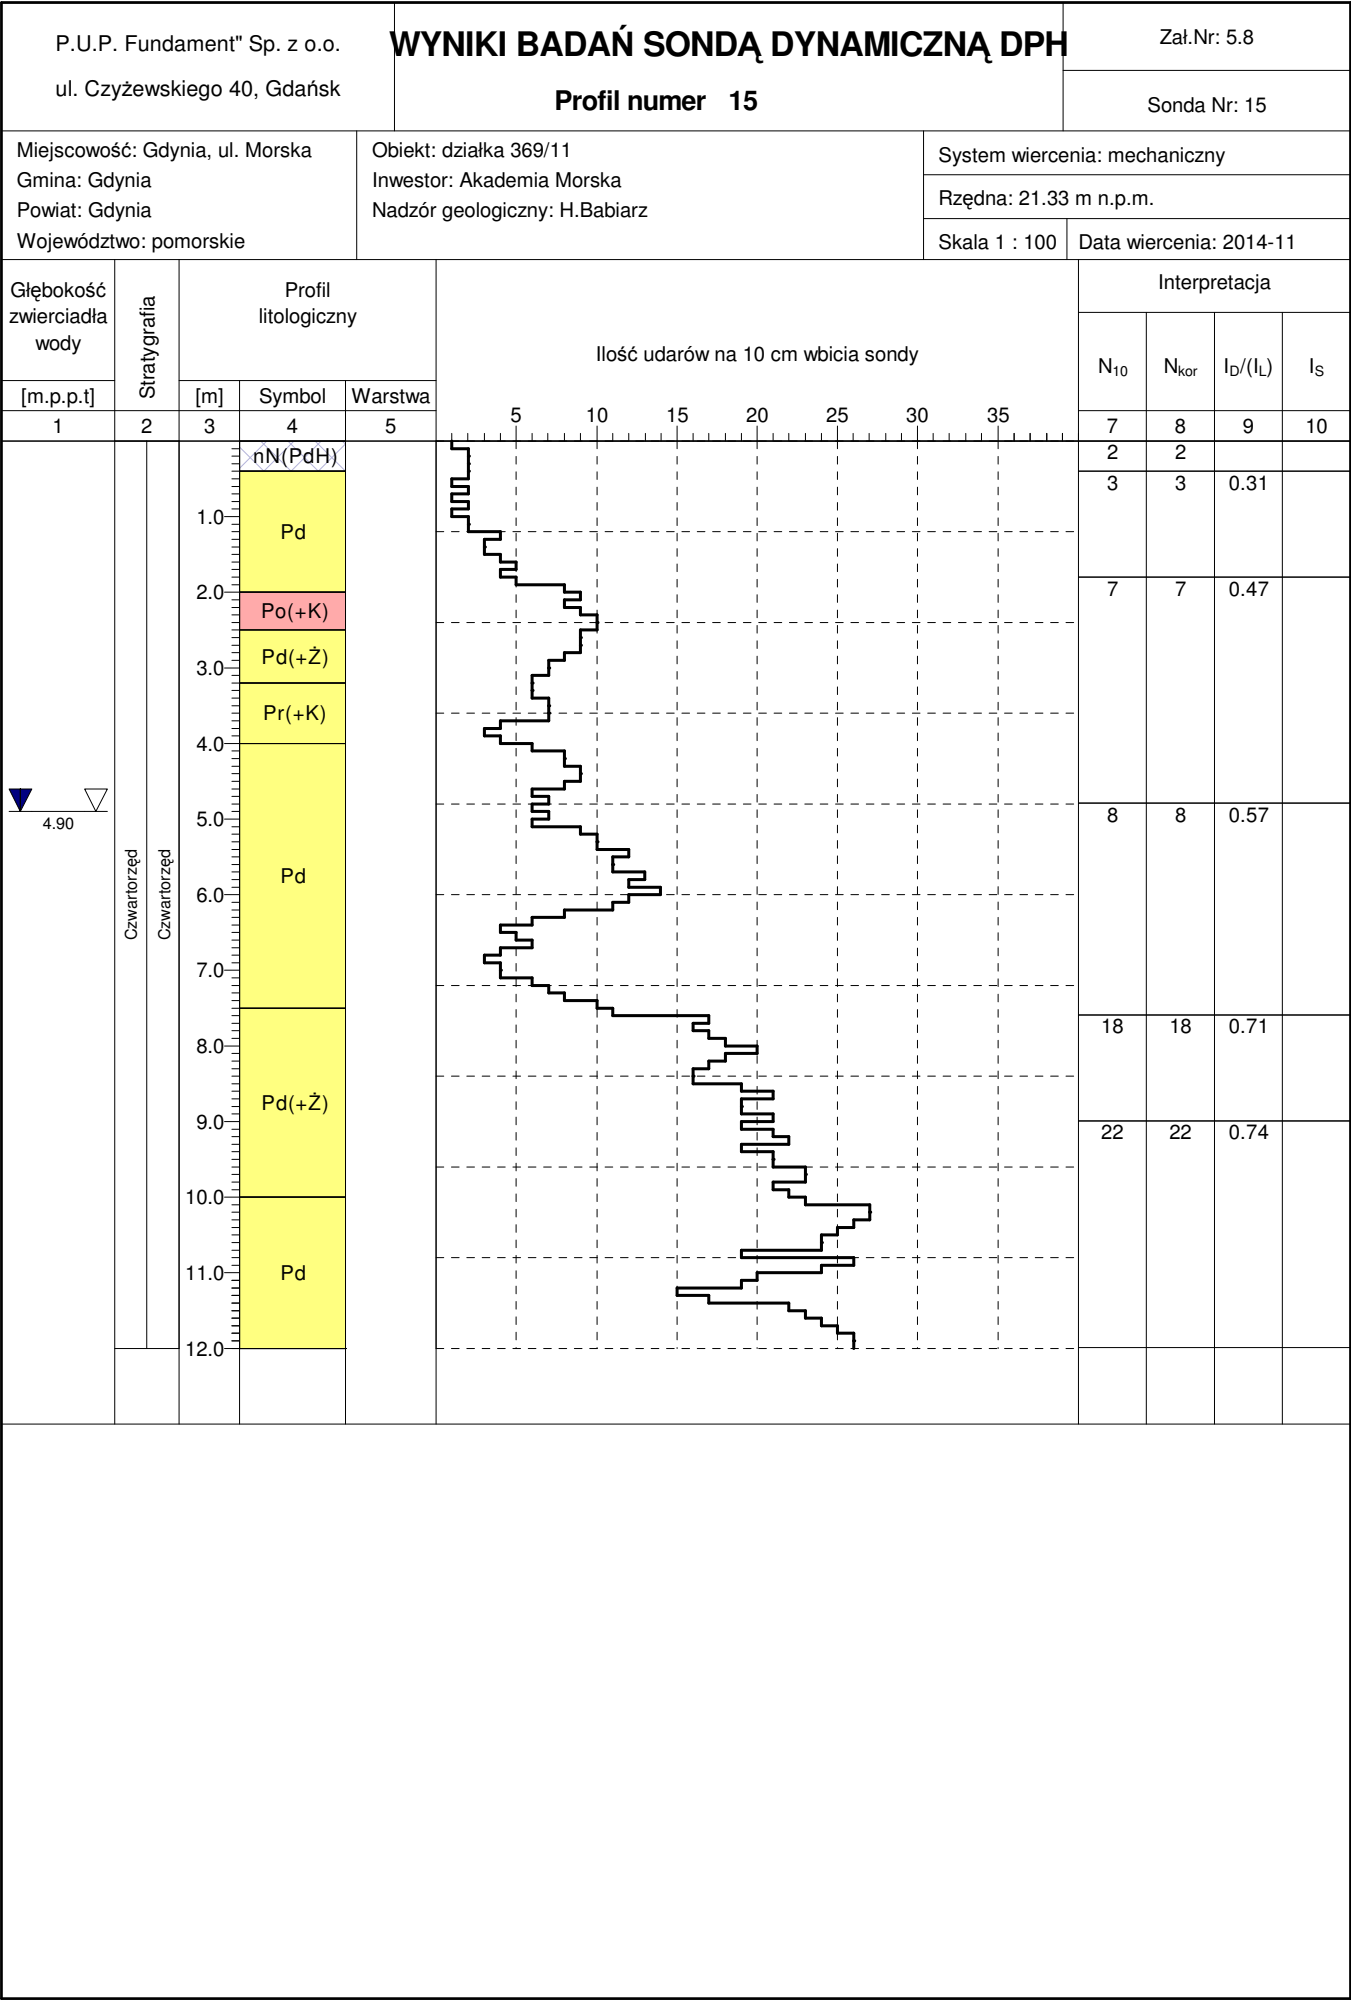 P.U.P. Fundament" Sp. z o.o.
ul. Czyżewskiego 40, Gdańsk
WYNIKI BADAŃ SONDĄ DYNAMICZNĄ DPH
Profil numer 15
Zał.Nr: 5.8
Sonda Nr: 15
Miejscowość: Gdynia, ul. Morska
Gmina: Gdynia
Powiat: Gdynia
Województwo: pomorskie
Obiekt: działka 369/11
Inwestor: Akademia Morska
Nadzór geologiczny: H.Babiarz
System wiercenia: mechaniczny
Rzędna: 21.33 m n.p.m.
Skala 1 : 100
Data wiercenia: 2014-11
Głębokość
zwierciadła
wody
[m.p.p.t]
Stratygrafia
Profil
litologiczny
[m]
Symbol
Warstwa
Ilość udarów na 10 cm wbicia sondy
5 10 15 20 25 30 35
Interpretacja
N10 Nkor ID/(IL) IS
1 2 3 4 5 7 8 9 10
nN(PdH)
2 2
3 3 0.31
1.0
Pd
2.0
7 7 0.47
Po(+K)
Pd(+Ż)
3.0
Pr(+K)
4.0
4.90
5.0
8 8 0.57
Czwartorzęd
Czwartorzęd
Pd
6.0
7.0
18 18 0.71
8.0
Pd(+Ż)
9.0
22 22 0.74
10.0
11.0
Pd
12.0